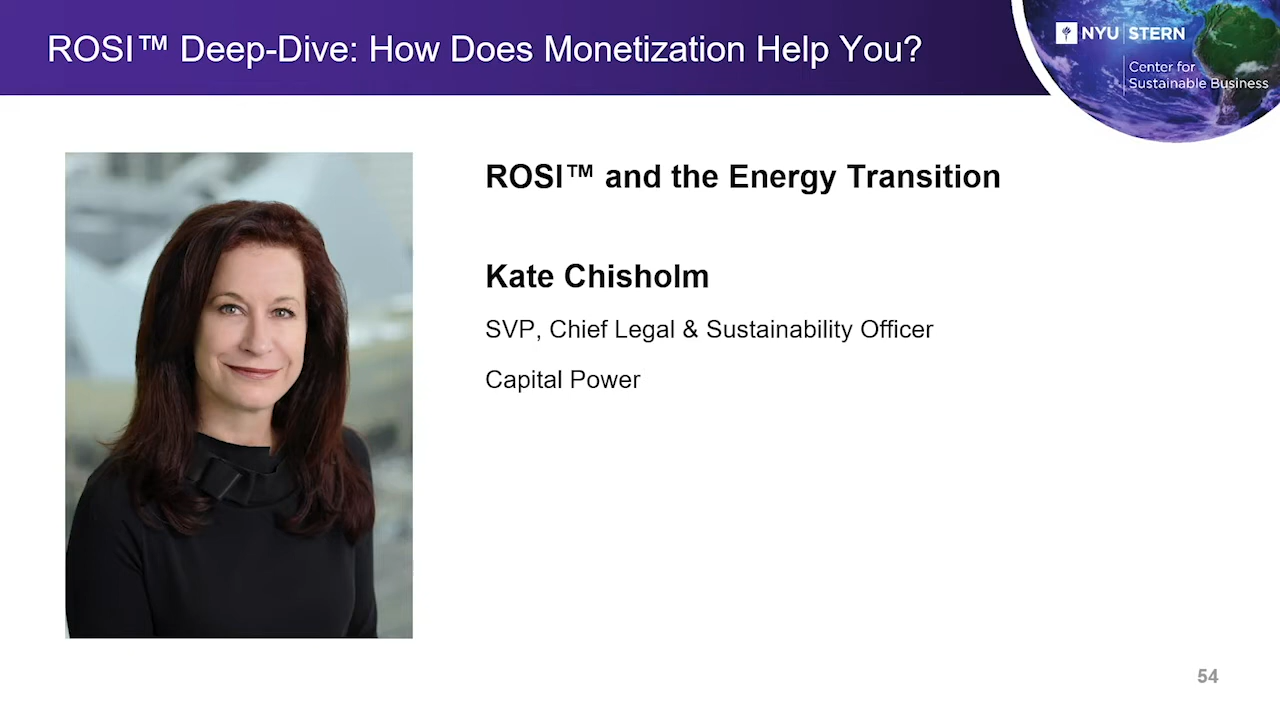 ROSI™ Deep-Dive: How Does Monetization Help You?
NYU | STERN
Center for
Sustainable Business
ROSI™ and the Energy Transition
Kate Chisholm
SVP, Chief Legal & Sustainability Officer
Capital Power
54